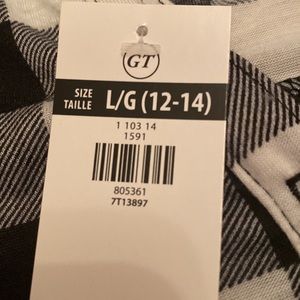 GT
SIZE
TAILLE
L/G (12-14)
1 103 14
1591
805361
7T13897